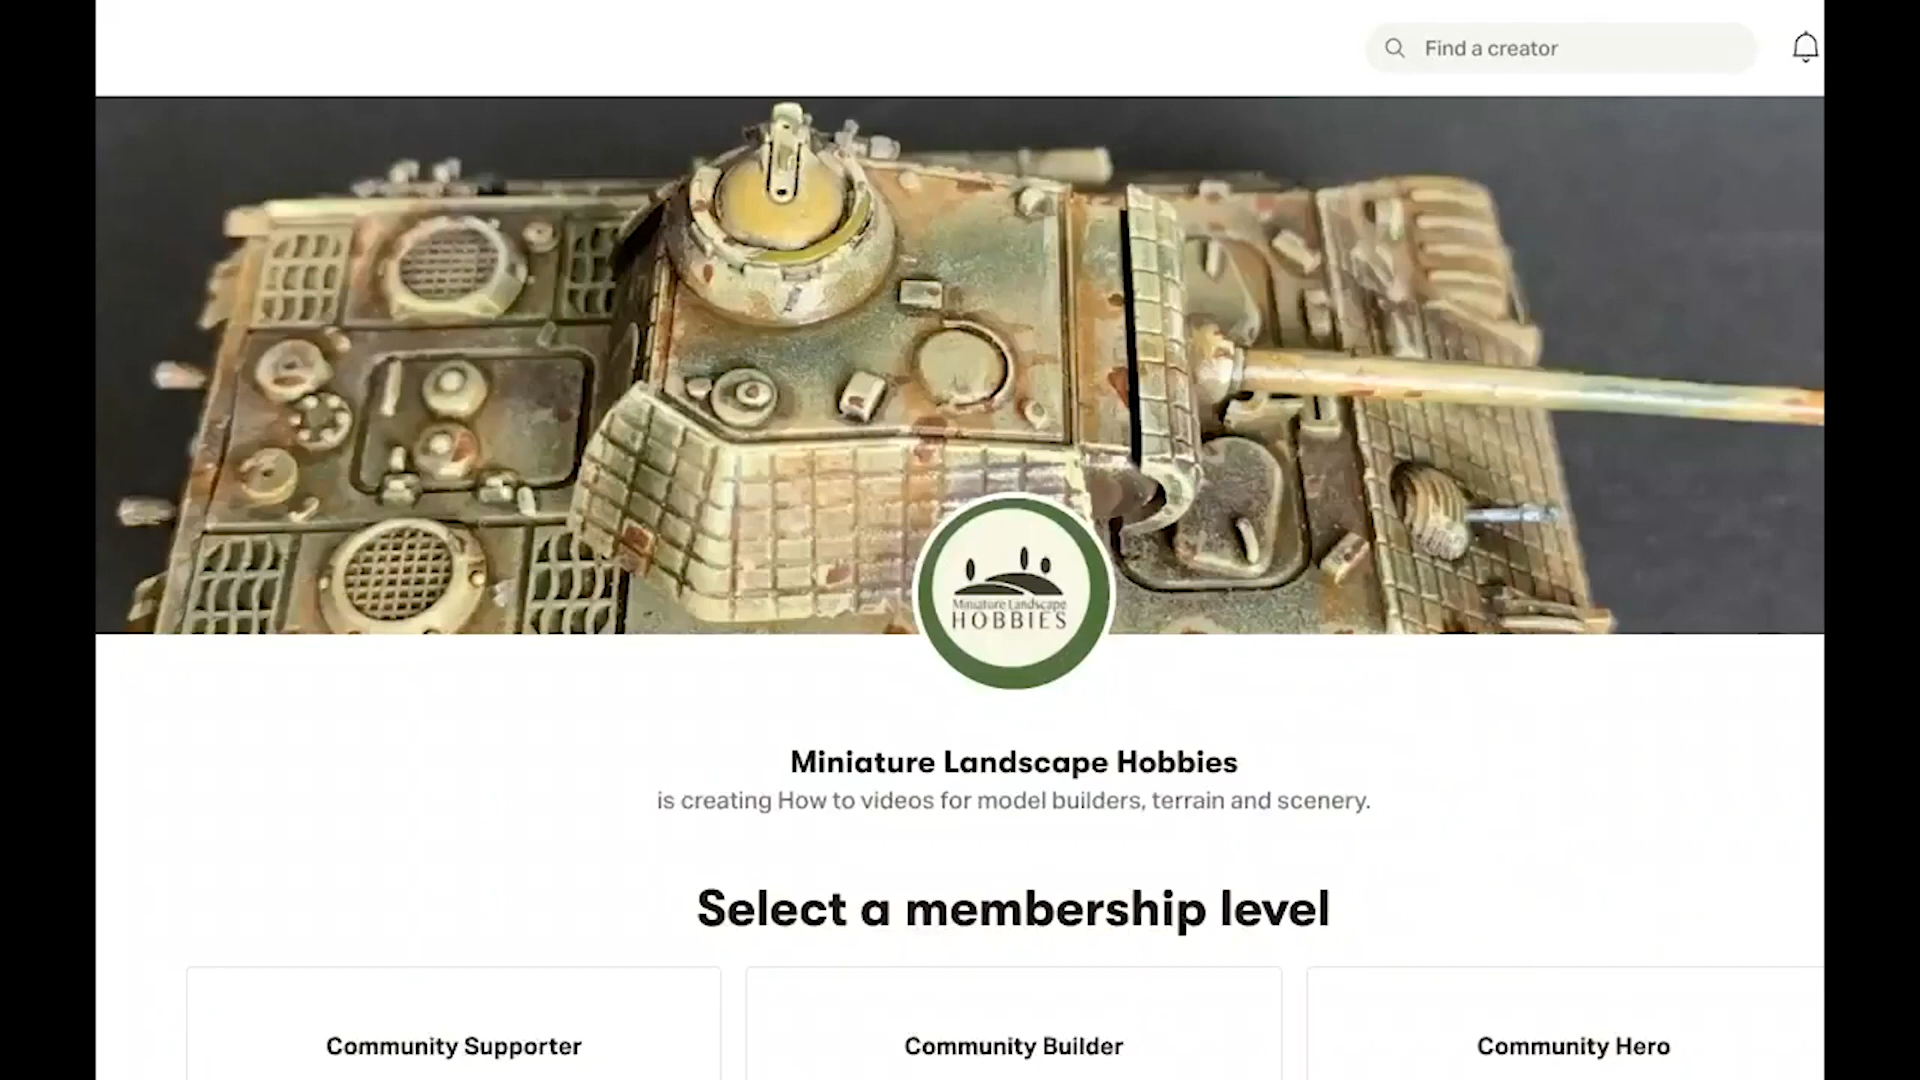 Find a creator
Miniature Landscape
HOBBIES
Miniature Landscape Hobbies
is creating How to videos for model builders, terrain and scenery.
Select a membership level
Community Supporter
Community Builder
Community Hero